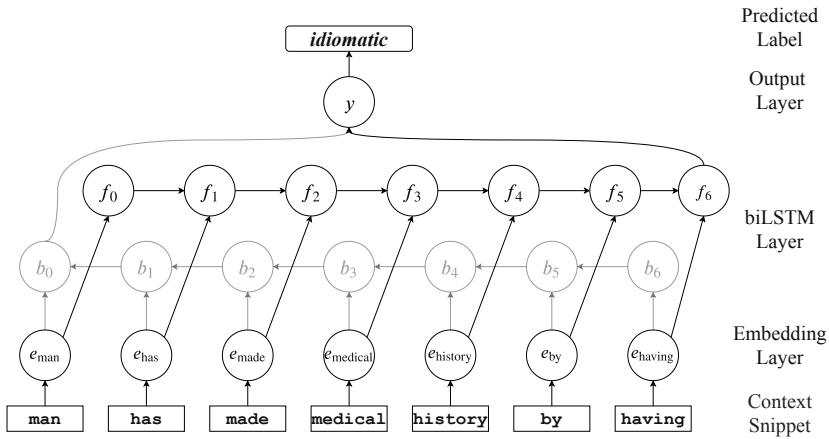 Predicted
Label
idiomatic
Output
Layer
y
f0 f1 f2 f3 f4 f5 f6
biLSTM
Layer
b0 b1 b2 b3 b4 b5 b6
Embedding
Layer
eman ehas emade emedical ehistory eby ehaving
Context
Snippet
man has made medical history by having